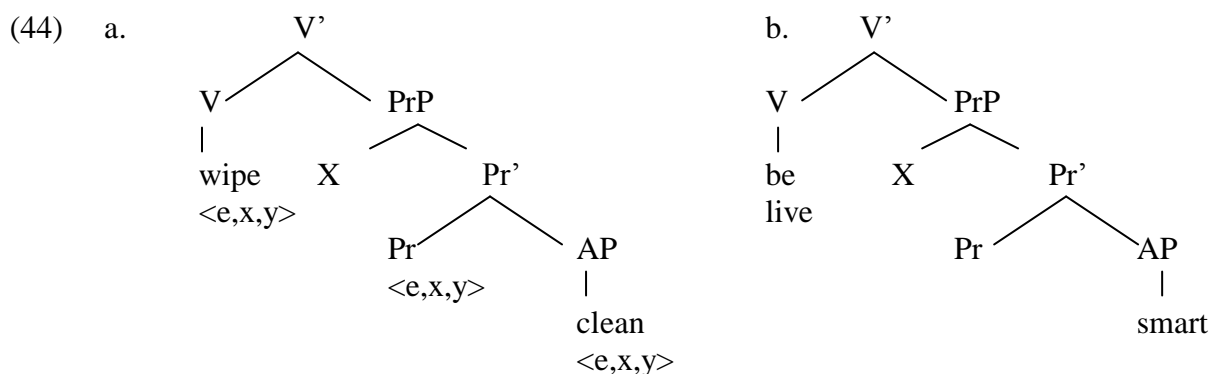 (44) a. V’ b. V’
V PrP V PrP
wipe X Pr’ be X Pr’
<e,x,y> live
Pr AP Pr AP
<e,x,y>
clean smart
<e,x,y>